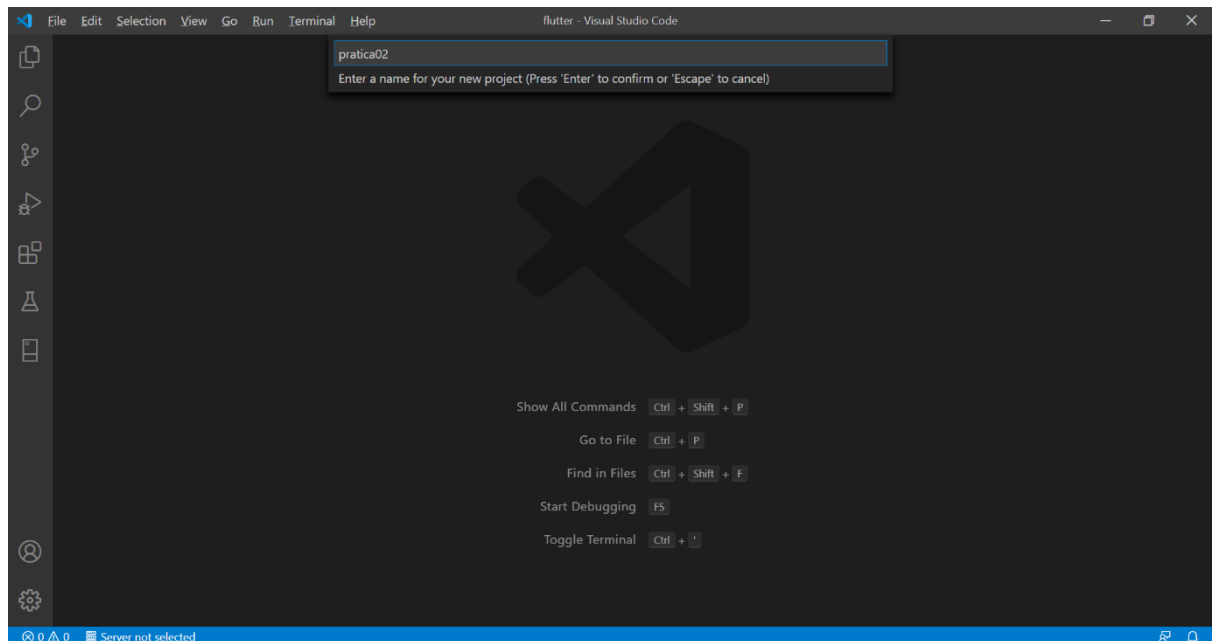 File Edit Selection View Go Run Terminal Help flutter - Visual Studio Code
pratica02
Enter a name for your new project (Press 'Enter' to confirm or 'Escape' to cancel)
Show All Commands Ctrl + Shift + P
Go to File Ctrl + P
Find in Files Ctrl + Shift + F
Start Debugging F5
Toggle Terminal Ctrl + '
0 0 Server not selected